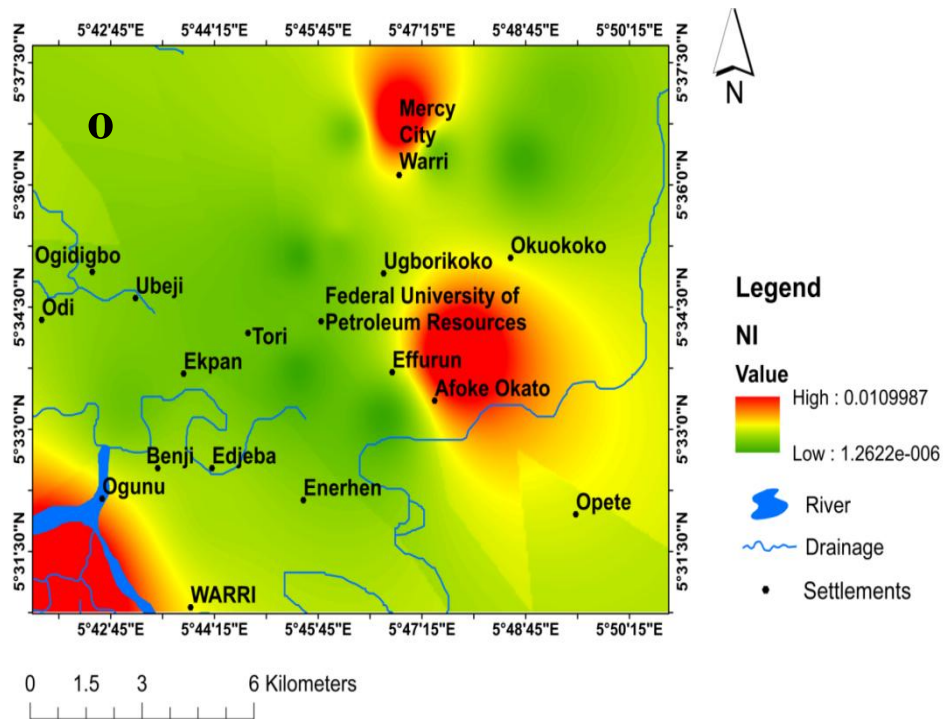 5°42'45"E 5°44'15"E 5°45'45"E 5°47'15"E 5°48'45"E 5°50'15"E
N
5°37'30"N 5°37'30"N
o
Mercy
City
Warri
5°36'0"N 5°36'0"N
Ogidigbo
Ugborikoko
Okuokoko
Ubeji
Odi
Federal University of
Petroleum Resources
5°34'30"N 5°34'30"N
Tori
Ekpan
Effurun
Afoke Okato
5°33'0"N 5°33'0"N
Benji
Edjeba
Ogunu
Enerhen
Opete
5°31'30"N 5°31'30"N
WARRI
5°42'45"E 5°44'15"E 5°45'45"E 5°47'15"E 5°48'45"E 5°50'15"E
Legend
NI
Value
High : 0.0109987
Low : 1.2622e-006
River
Drainage
Settlements
0 1.5 3 6 Kilometers